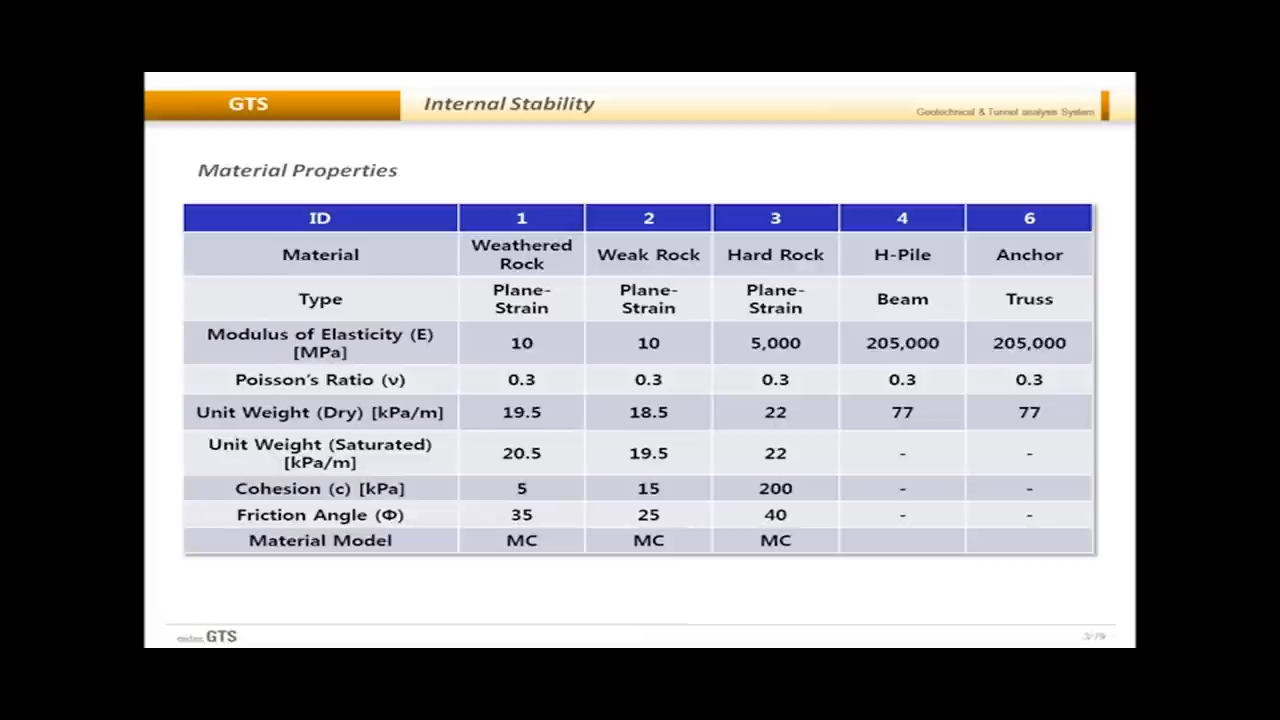 GTS Internal Stability
Geotechnical & Tunnel analysis System
Material Properties
ID 1 2 3 4 6
Material Weathered Rock Weak Rock Hard Rock H-Pile Anchor
Type Plane-Strain Plane-Strain Plane-Strain Beam Truss
Modulus of Elasticity (E) [MPa] 10 10 5,000 205,000 205,000
Poisson's Ratio (ν) 0.3 0.3 0.3 0.3 0.3
Unit Weight (Dry) [kPa/m] 19.5 18.5 22 77 77
Unit Weight (Saturated) [kPa/m] 20.5 19.5 22 - -
Cohesion (c) [kPa] 5 15 200 - -
Friction Angle (Φ) 35 25 40 - -
Material Model MC MC MC
GTS